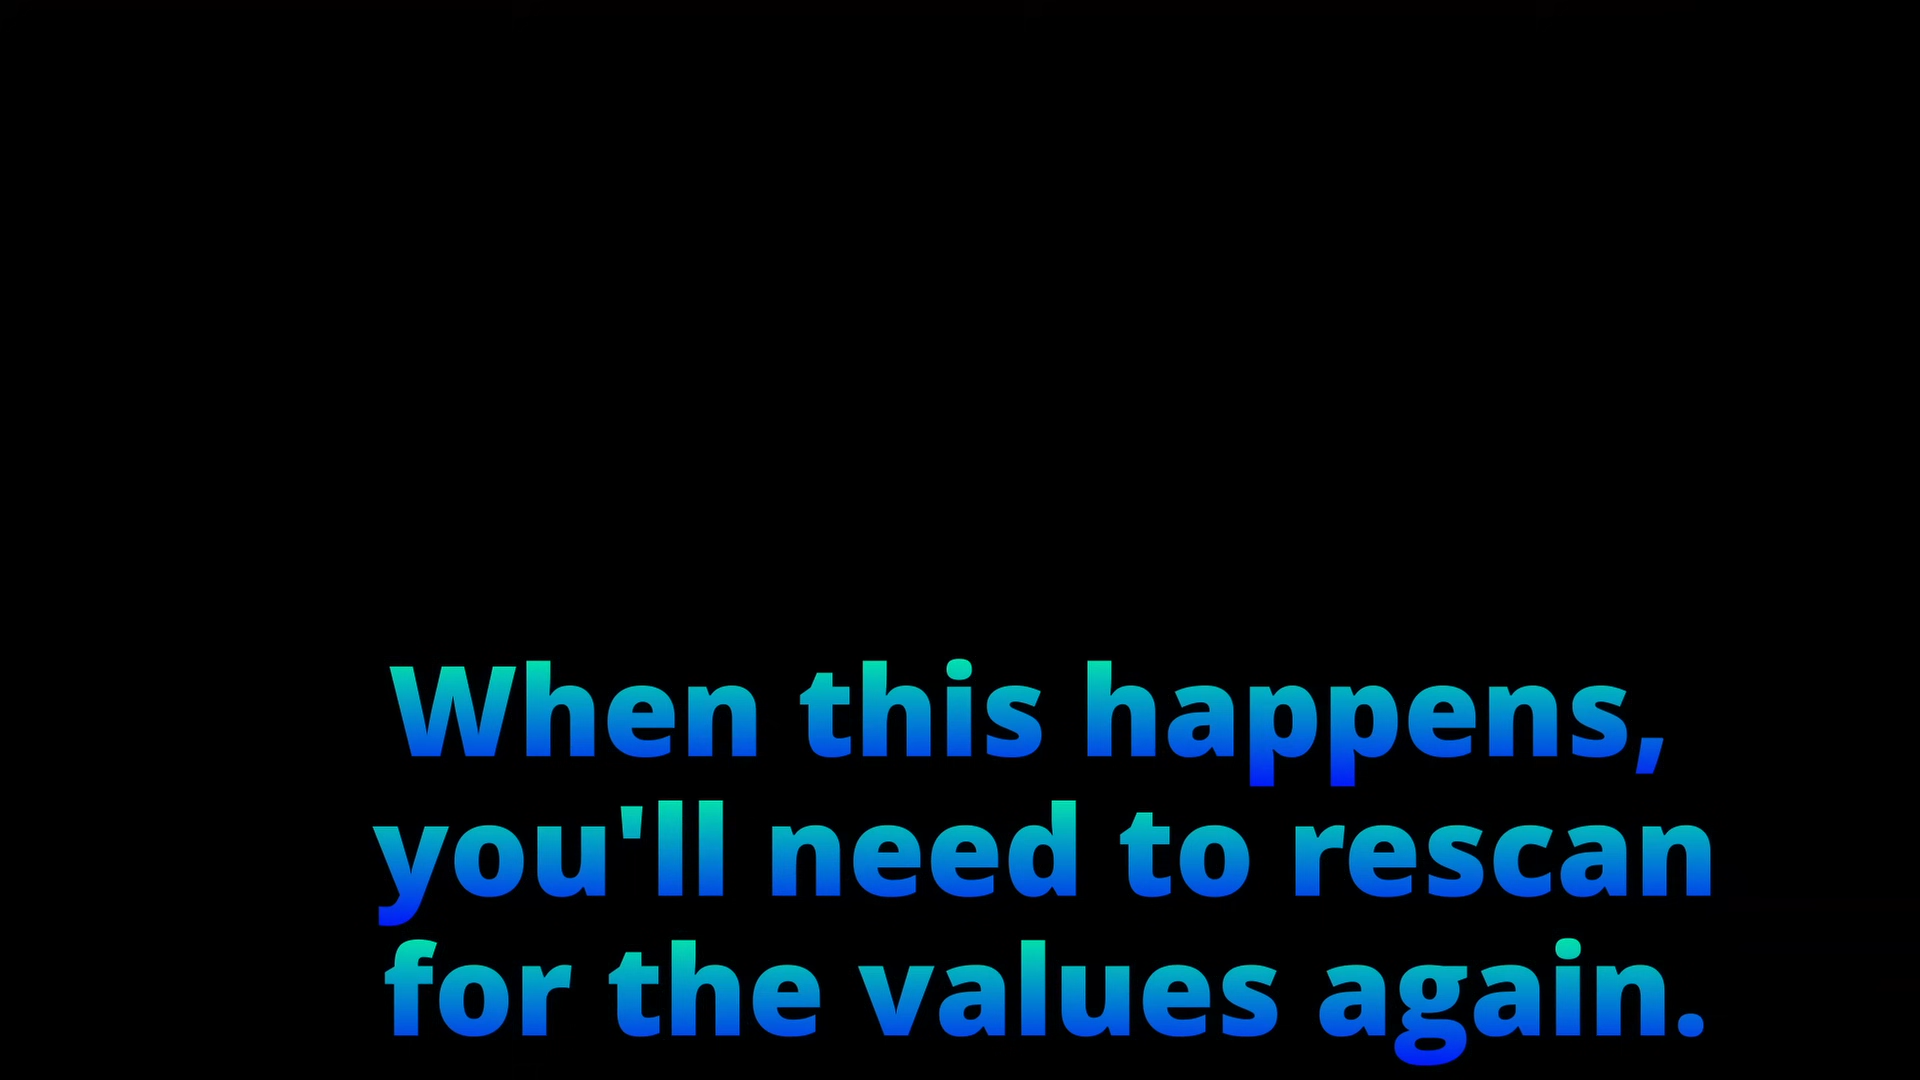 When this happens,
you'll need to rescan
for the values again.